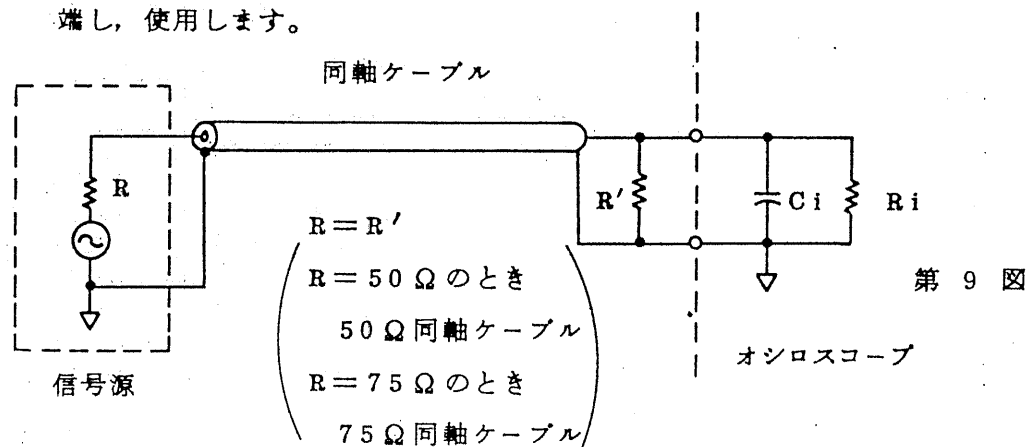 端し，使用します。
同軸ケーブル
R
R'
Ci
Ri
R＝R'
R＝50Ωのとき
50Ω同軸ケーブル
R＝75Ωのとき
75Ω同軸ケーブル
第 9 図
オシロスコープ
信号源